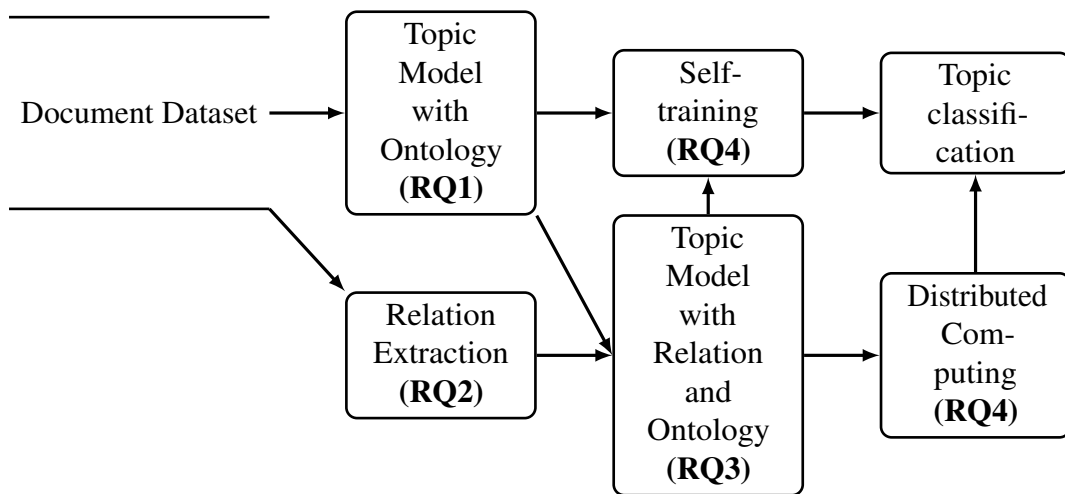 Document Dataset
Topic
Model
with
Ontology
(RQ1)
Self-
training
(RQ4)
Topic
classifi-
cation
Relation
Extraction
(RQ2)
Topic
Model
with
Relation
and
Ontology
(RQ3)
Distributed
Com-
puting
(RQ4)